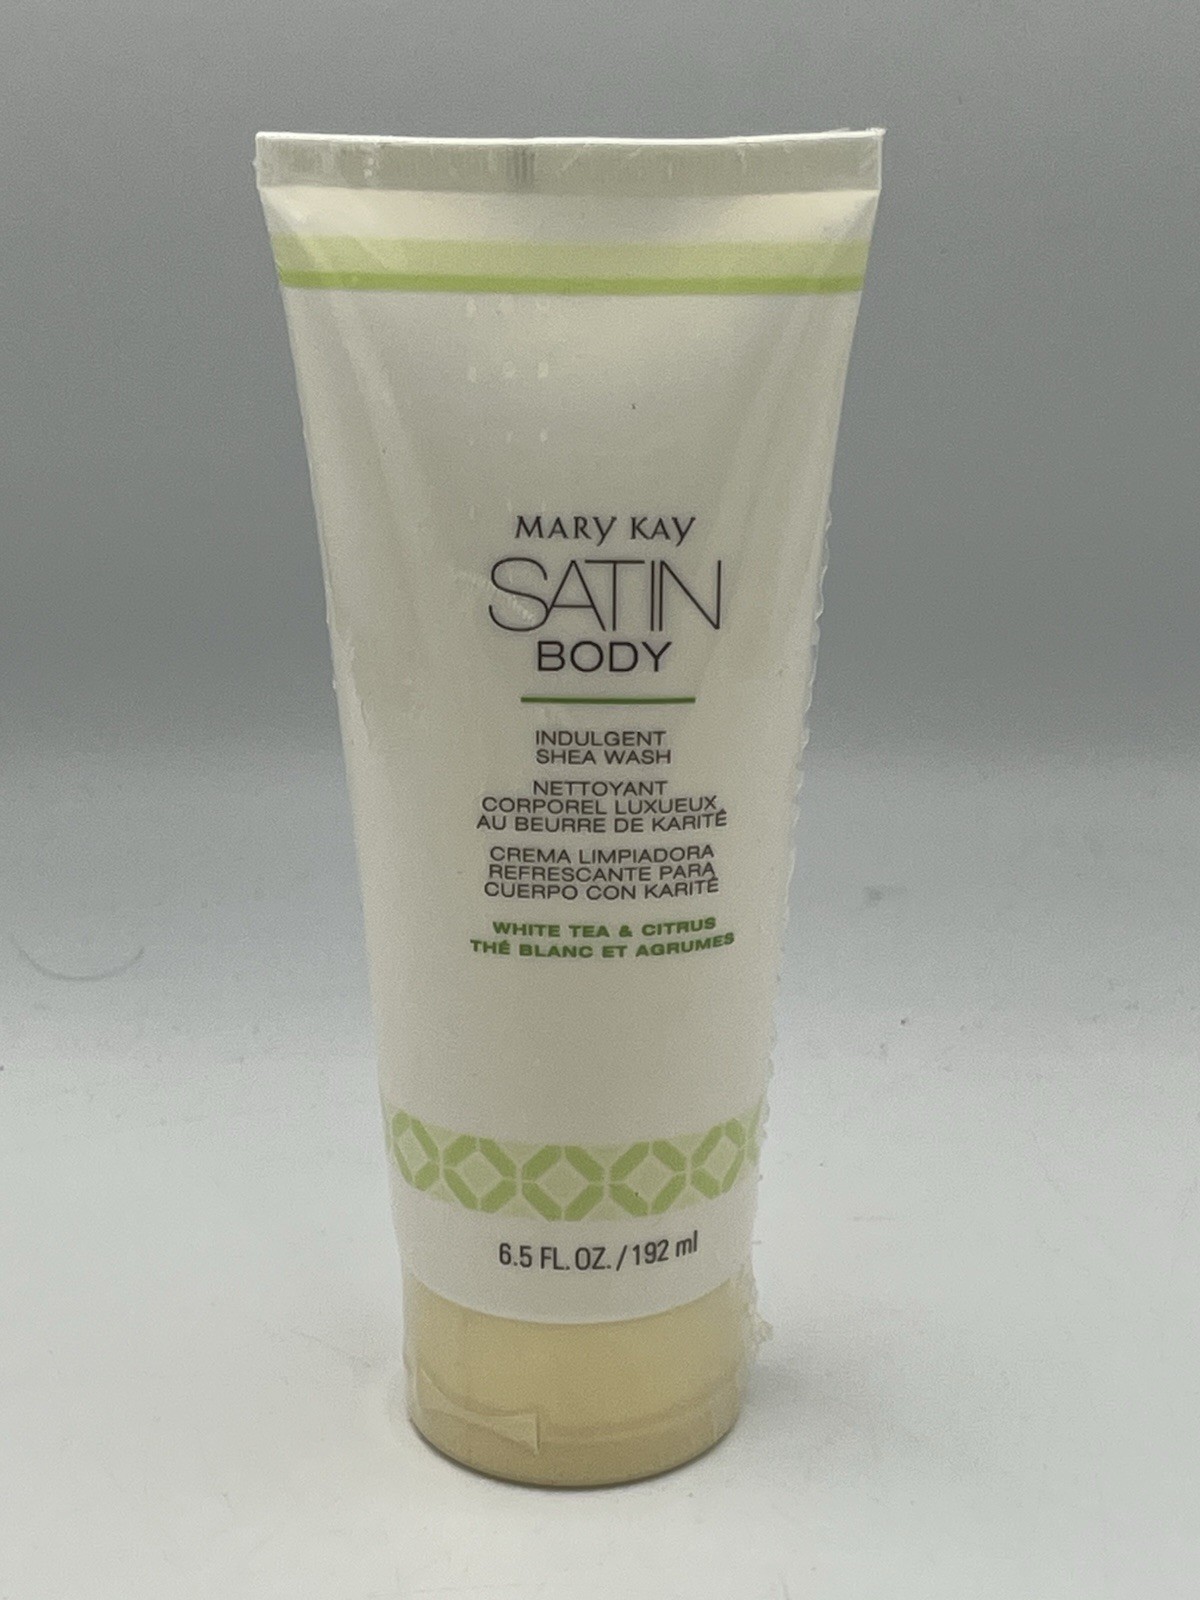 MARY KAY
SATIN
BODY
INDULGENT
SHEA WASH
NETTOYANT
CORPOREL LUXUEUX
AU BEURRE DE KARITÉ
CREMA LIMPIADORA
REFRESCANTE PARA
CUERPO CON KARITÉ
WHITE TEA & CITRUS
THÉ BLANC ET AGRUMES
6.5 FL. OZ. / 192 ml